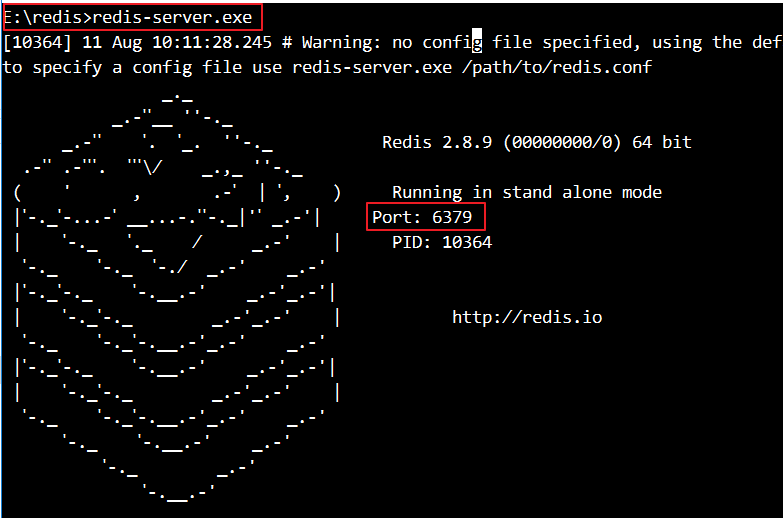 E:\redis>redis-server.exe
[10364] 11 Aug 10:11:28.245 # Warning: no config file specified, using the def
to specify a config file use redis-server.exe /path/to/redis.conf
Redis 2.8.9 (00000000/0) 64 bit
Running in stand alone mode
Port: 6379
PID: 10364
http://redis.io